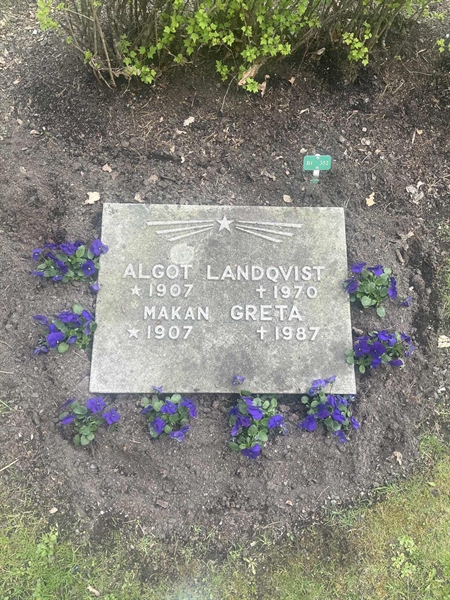 ALGOT LANDQVIST
★1907 †1970
MAKAN GRETA
★1907 †1987